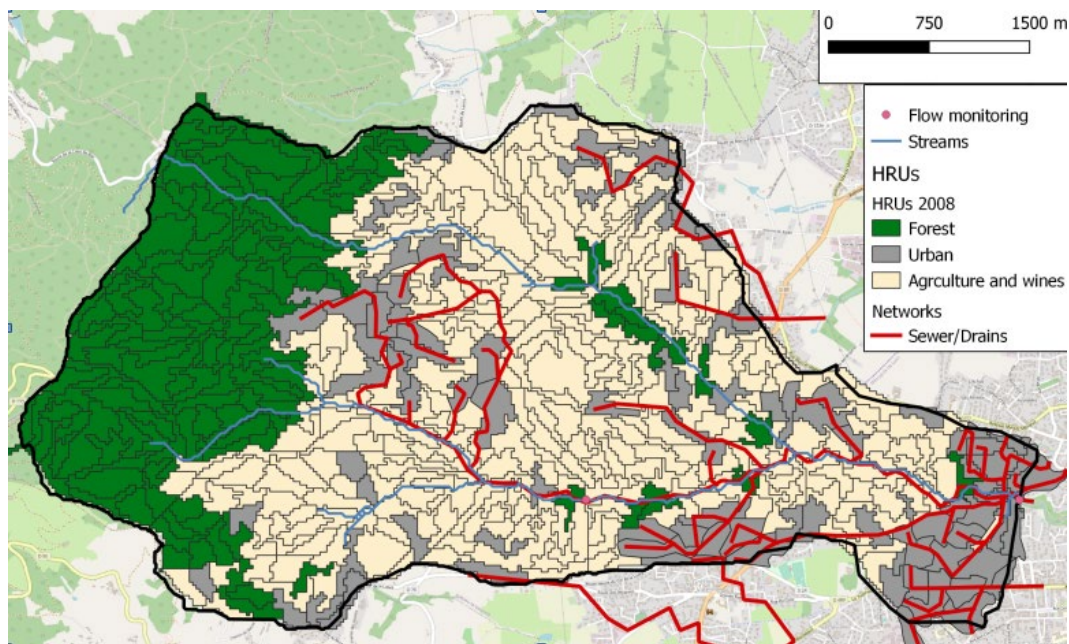 0 750 1500 m
Flow monitoring
Streams
HRUs
HRUs 2008
Forest
Urban
Agrculture and wines
Networks
Sewer/Drains